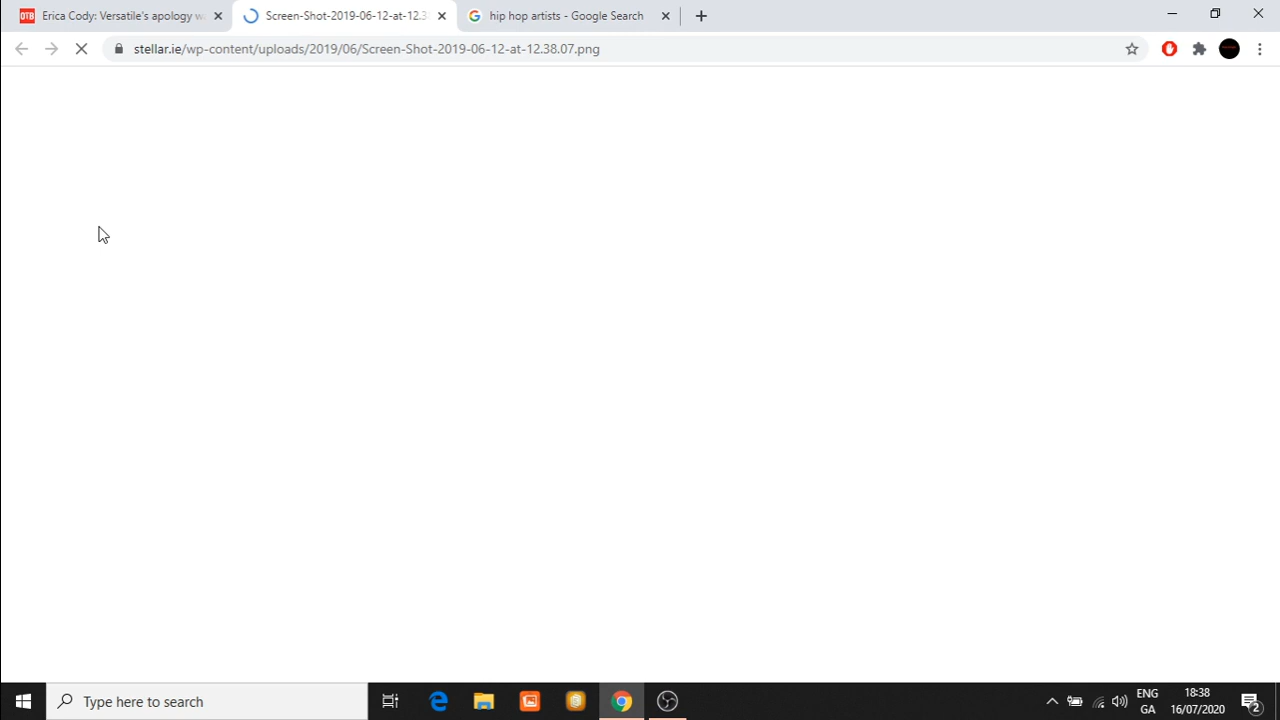 OTB Erica Cody: Versatile's apology w
Screen-Shot-2019-06-12-at-12.3
hip hop artists - Google Search
stellar.ie/wp-content/uploads/2019/06/Screen-Shot-2019-06-12-at-12.38.07.png
Type here to search
ENG
GA
18:38
16/07/2020
2